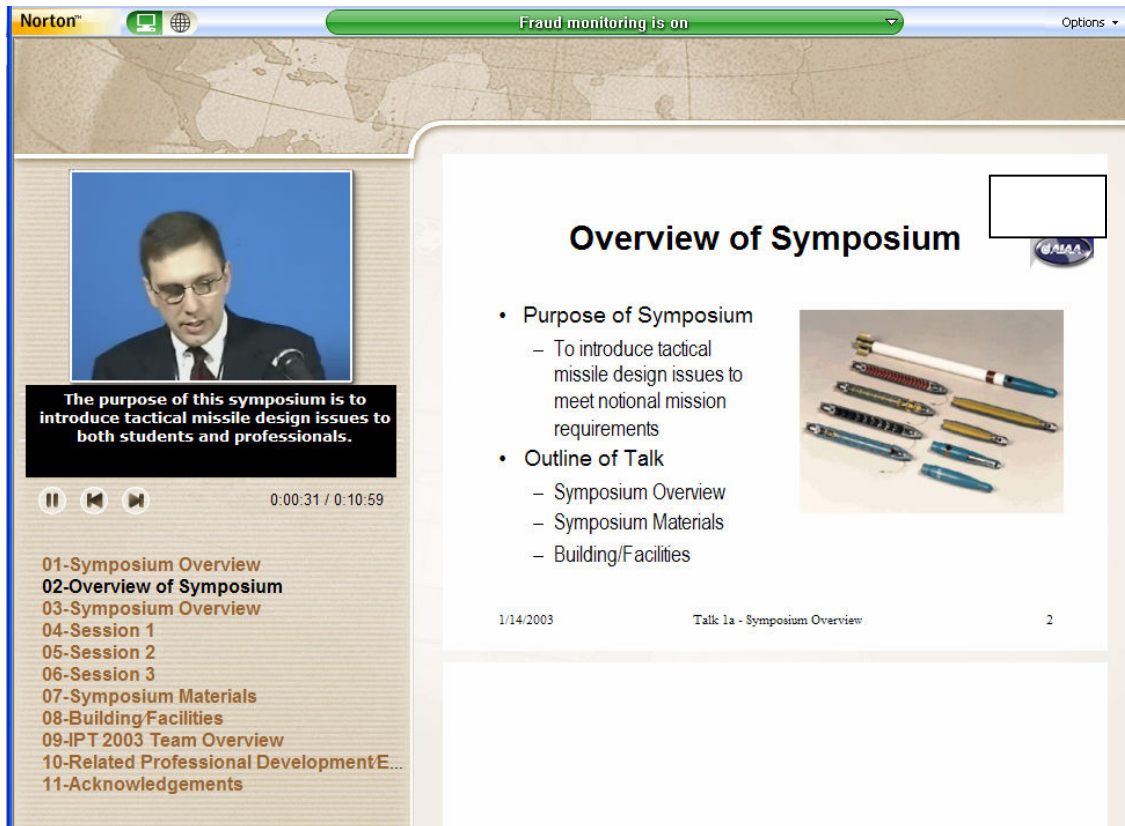 Norton™
Fraud monitoring is on
Options
The purpose of this symposium is to
introduce tactical missile design issues to
both students and professionals.
0:00:31 / 0:10:59
01-Symposium Overview
02-Overview of Symposium
03-Symposium Overview
04-Session 1
05-Session 2
06-Session 3
07-Symposium Materials
08-Building/Facilities
09-IPT 2003 Team Overview
10-Related Professional Development/E...
11-Acknowledgements
Overview of Symposium
AIAA
• Purpose of Symposium
– To introduce tactical
missile design issues to
meet notional mission
requirements
• Outline of Talk
– Symposium Overview
– Symposium Materials
– Building/Facilities
1/14/2003
Talk 1a - Symposium Overview
2